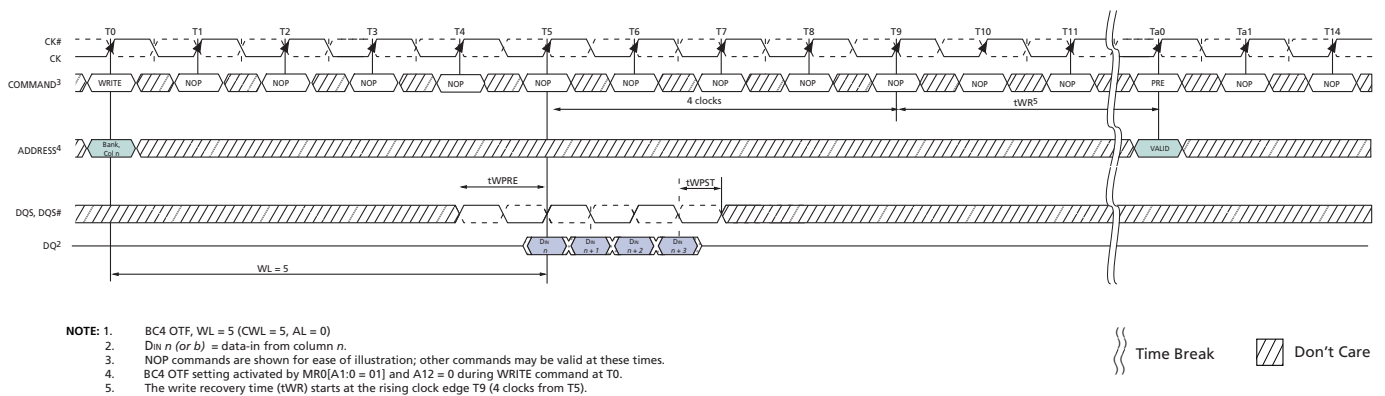 T0 T1 T2 T3 T4 T5 T6 T7 T8 T9 T10 T11 Ta0 Ta1 T14
CK#
CK
COMMAND3 WRITE NOP NOP NOP NOP NOP NOP NOP NOP NOP NOP NOP PRE NOP NOP
4 clocks tWR5
ADDRESS4 Bank, Col n VALID
tWPRE tWPST
DQS, DQS#
DQ2 DIN n DIN n + 1 DIN n + 2 DIN n + 3
WL = 5
NOTE: 1. BC4 OTF, WL = 5 (CWL = 5, AL = 0)
2. DIN n (or b) = data-in from column n.
3. NOP commands are shown for ease of illustration; other commands may be valid at these times.
4. BC4 OTF setting activated by MR0[A1:0 = 01] and A12 = 0 during WRITE command at T0.
5. The write recovery time (tWR) starts at the rising clock edge T9 (4 clocks from T5).
Time Break Don't Care